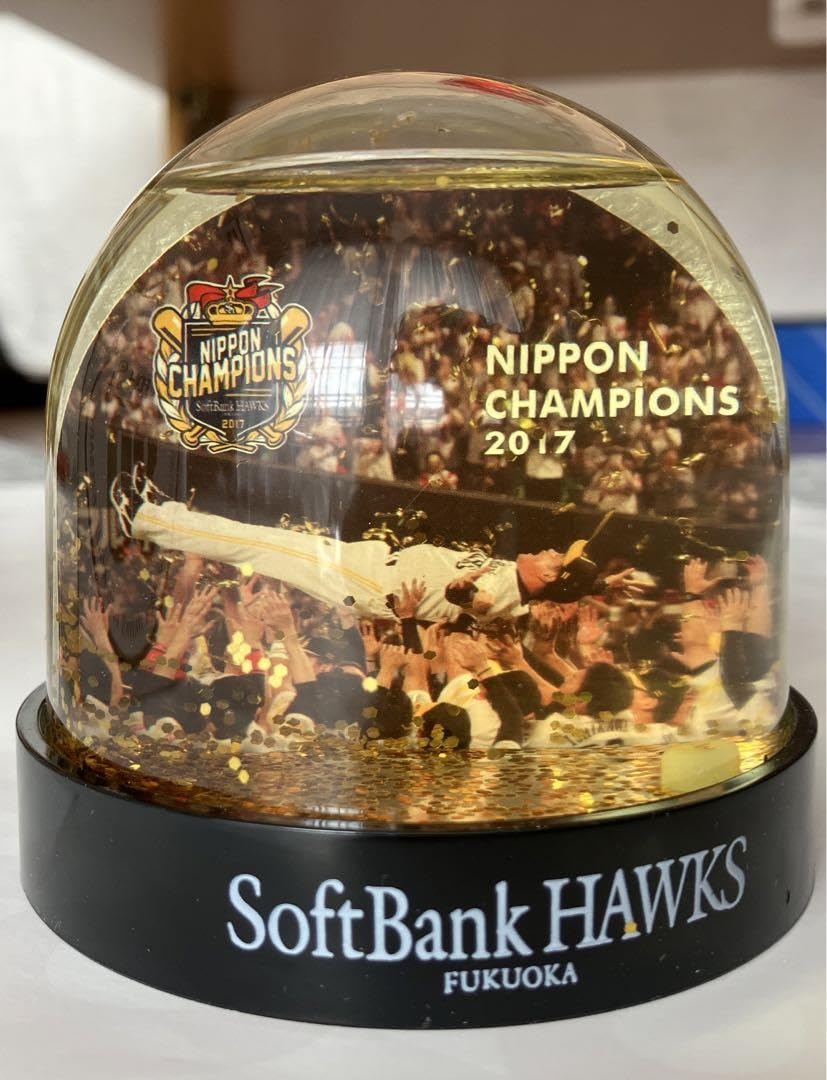 NIPPON
CHAMPIONS
SoftBank HAWKS
2017
NIPPON
CHAMPIONS
2017
SoftBank HAWKS
FUKUOKA